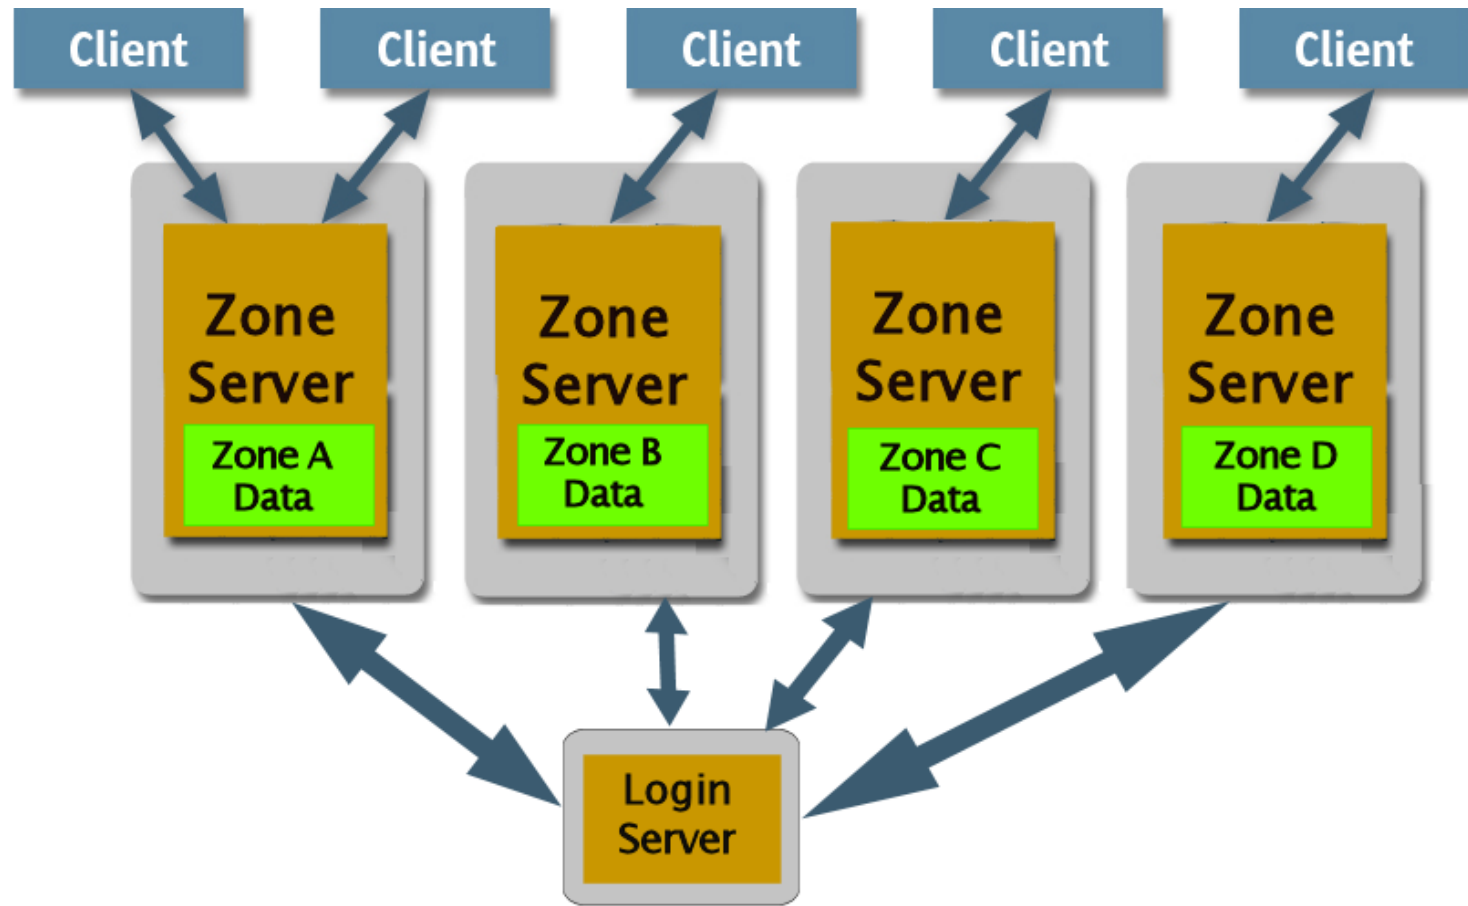 Client
Client
Client
Client
Client
Zone
Server
Zone A
Data
Zone
Server
Zone B
Data
Zone
Server
Zone C
Data
Zone
Server
Zone D
Data
Login
Server